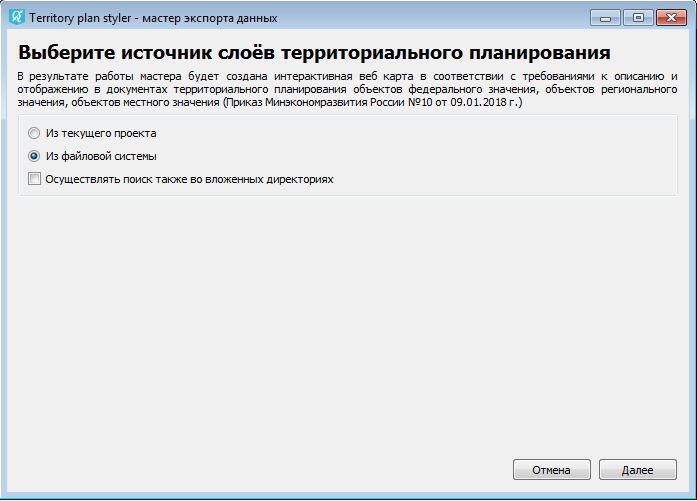 Territory plan styler - мастер экспорта данных
Выберите источник слоёв территориального планирования
В результате работы мастера будет создана интерактивная веб карта в соответствии с требованиями к описанию и
отображению в документах территориального планирования объектов федерального значения, объектов регионального
значения, объектов местного значения (Приказ Минэкономразвития России №10 от 09.01.2018 г.)
Из текущего проекта
Из файловой системы
Осуществлять поиск также во вложенных директориях
Отмена
Далее